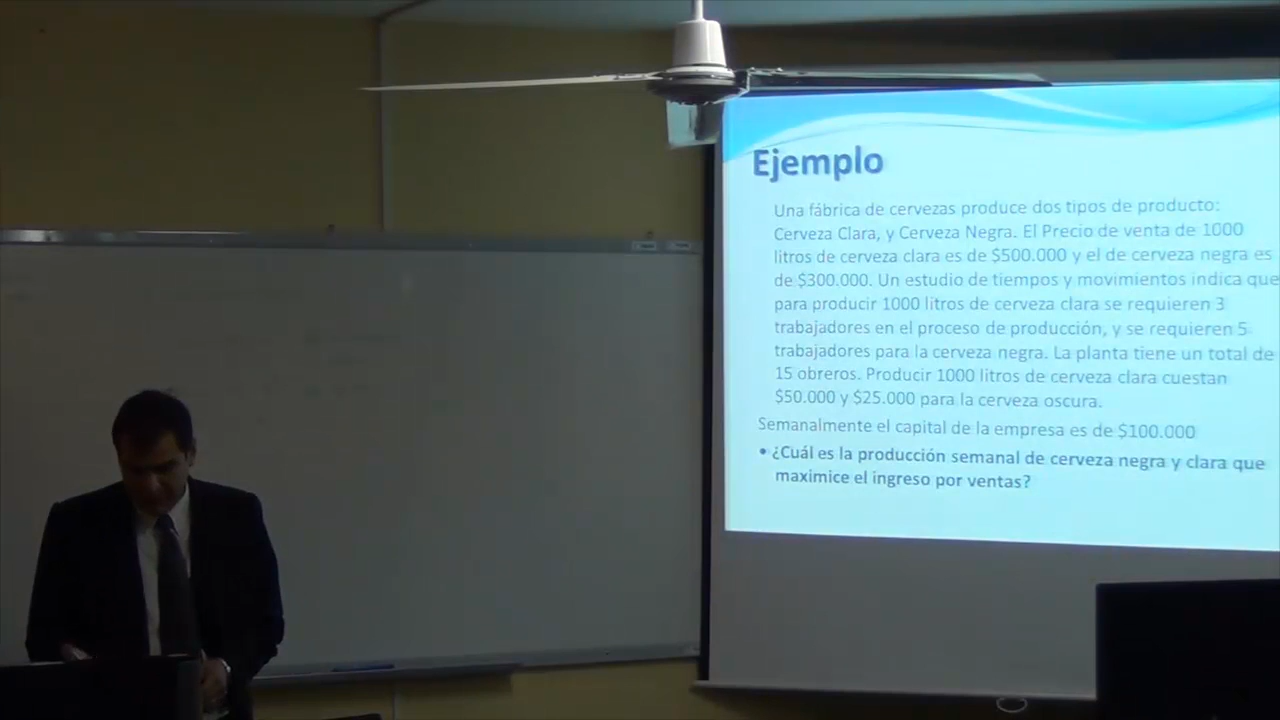 Ejemplo
Una fábrica de cervezas produce dos tipos de producto:
Cerveza Clara, y Cerveza Negra. El Precio de venta de 1000
litros de cerveza clara es de $500.000 y el de cerveza negra es
de $300.000. Un estudio de tiempos y movimientos indica que
para producir 1000 litros de cerveza clara se requieren 3
trabajadores en el proceso de producción, y se requieren 5
trabajadores para la cerveza negra. La planta tiene un total de
15 obreros. Producir 1000 litros de cerveza clara cuestan
$50.000 y $25.000 para la cerveza oscura.
Semanalmente el capital de la empresa es de $100.000
• ¿Cuál es la producción semanal de cerveza negra y clara que
maximice el ingreso por ventas?